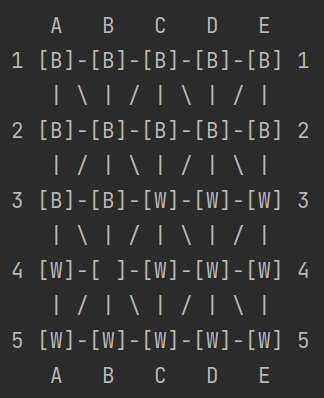 A   B   C   D   E
1 [B]-[B]-[B]-[B]-[B] 1
   | \ | / | \ | / |
2 [B]-[B]-[B]-[B]-[B] 2
   | / | \ | / | \ |
3 [B]-[B]-[W]-[W]-[W] 3
   | \ | / | \ | / |
4 [W]-[ ]-[W]-[W]-[W] 4
   | / | \ | / | \ |
5 [W]-[W]-[W]-[W]-[W] 5
   A   B   C   D   E